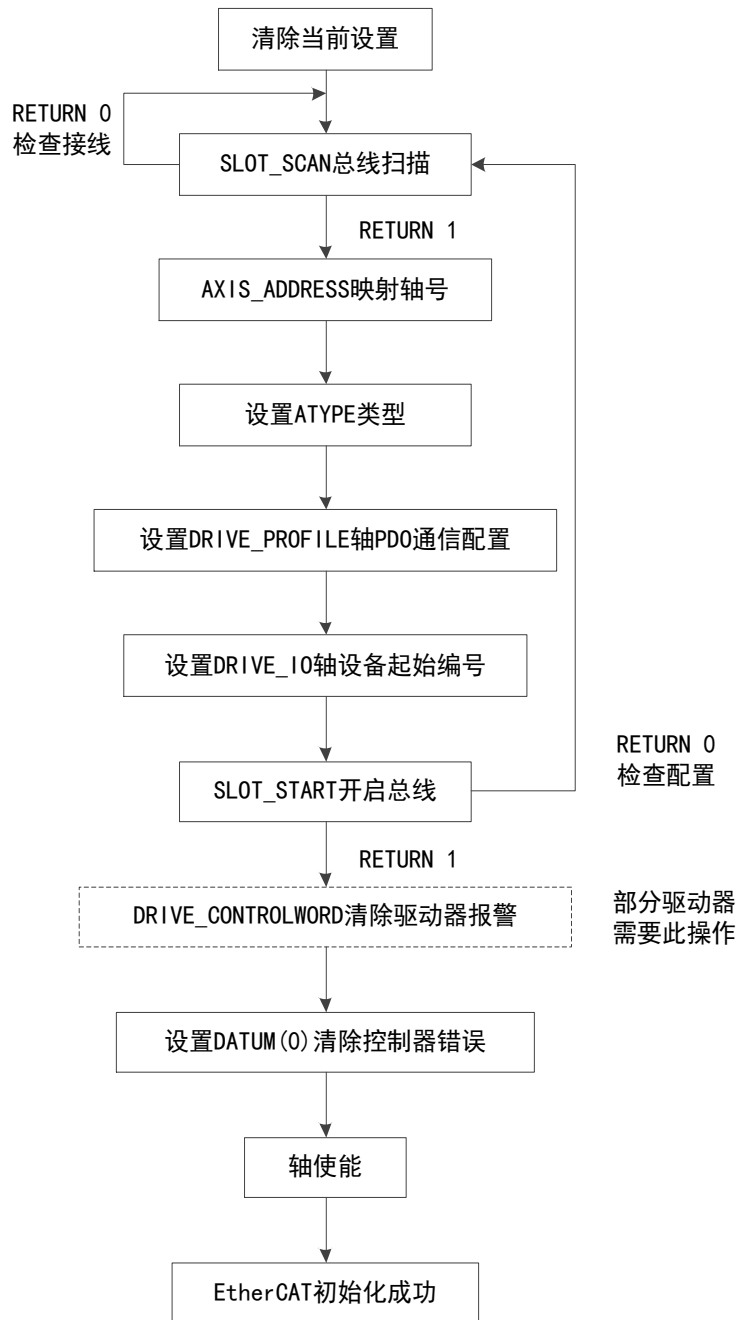 清除当前设置
RETURN 0
检查接线
SLOT_SCAN总线扫描
RETURN 1
AXIS_ADDRESS映射轴号
设置ATYPE类型
设置DRIVE_PROFILE轴PDO通信配置
设置DRIVE_IO轴设备起始编号
RETURN 0
检查配置
SLOT_START开启总线
RETURN 1
DRIVE_CONTROLWORD清除驱动器报警
部分驱动器
需要此操作
设置DATUM(0)清除控制器错误
轴使能
EtherCAT初始化成功